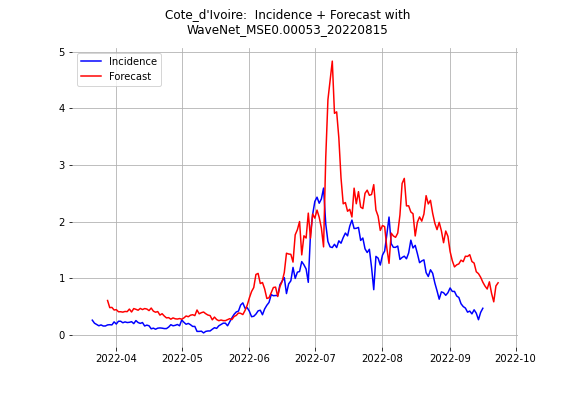 Cote_d'Ivoire:  Incidence + Forecast with
WaveNet_MSE0.00053_20220815
Incidence
Forecast
5
4
3
2
1
0
2022-04 2022-05 2022-06 2022-07 2022-08 2022-09 2022-10